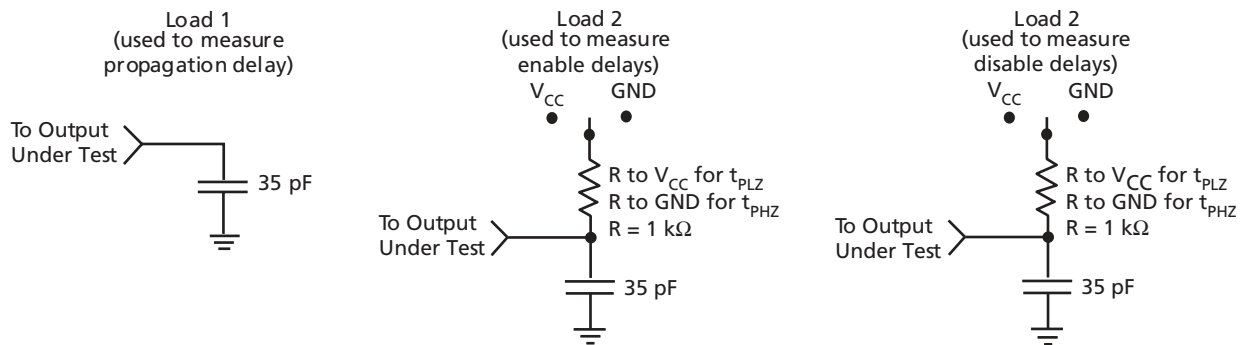 Load 1
(used to measure
propagation delay)
To Output
Under Test
35 pF
Load 2
(used to measure
enable delays)
V_CC
GND
R to V_CC for t_PLZ
R to GND for t_PHZ
R = 1 kΩ
To Output
Under Test
35 pF
Load 2
(used to measure
disable delays)
V_CC
GND
R to V_CC for t_PLZ
R to GND for t_PHZ
R = 1 kΩ
To Output
Under Test
35 pF